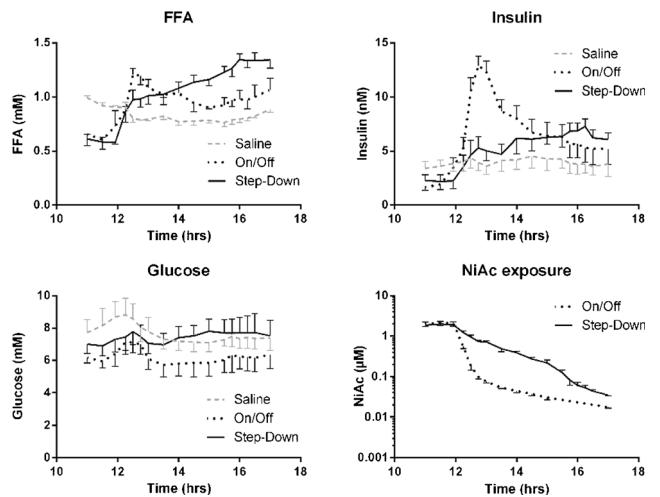 FFA
1.5
1.0
0.5
0.0
FFA (mM)
Saline
On/Off
Step-Down
10 12 14 16 18
Time (hrs)
Insulin
20
15
10
5
0
Insulin (nM)
Saline
On/Off
Step-Down
10 12 14 16 18
Time (hrs)
Glucose
10
8
6
4
2
0
Glucose (mM)
Saline
On/Off
Step-Down
10 12 14 16 18
Time (hrs)
NiAc exposure
10
1
0.1
0.01
0.001
NiAc (µM)
On/Off
Step-Down
10 12 14 16 18
Time (hrs)